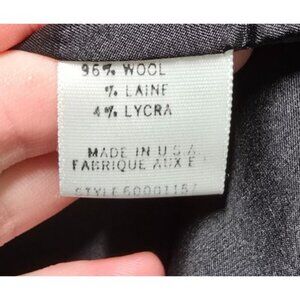 96% WOOL
% LAINE
4% LYCRA
MADE IN U.S.A.
FABRIQUE AUX E
STYLE